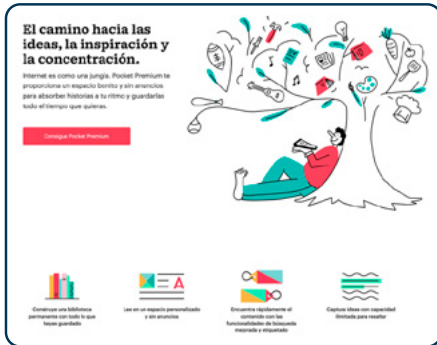 El camino hacia las
ideas, la inspiración y
la concentración.
Internet es como una jungla. Pocket Premium te
proporciona un espacio bonito y sin anuncios
para absorber historias a tu ritmo y guardarlas
todo el tiempo que quieras.
Consigue Pocket Premium
Construye una biblioteca
permanente con todo lo que
hayas guardado
Lee en un espacio personalizado
y sin anuncios
Encuentra rápidamente el
contenido con las
funcionalidades de búsqueda
mejorada y etiquetado
Captura ideas con capacidad
ilimitada para resaltar
A